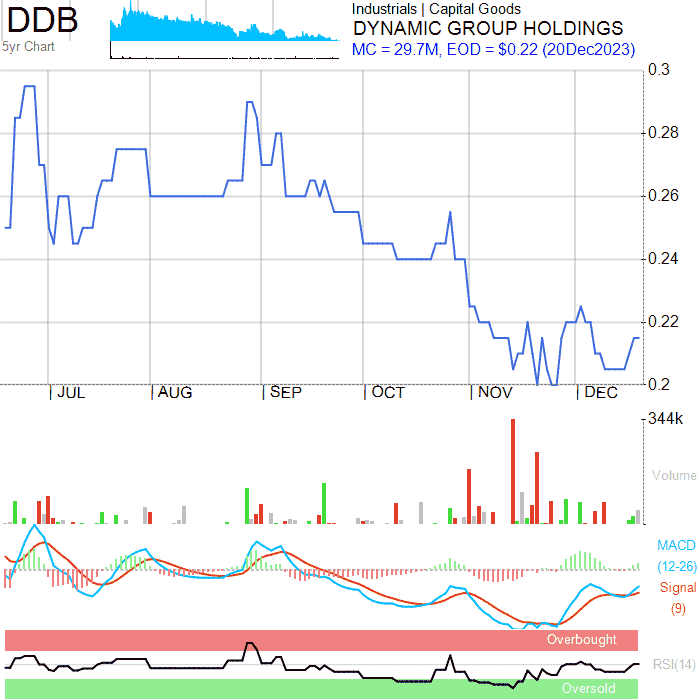 DDB
5yr Chart
Industrials | Capital Goods
DYNAMIC GROUP HOLDINGS
MC = 29.7M, EOD = $0.22 (20Dec2023)
0.3
0.28
0.26
0.24
0.22
0.2
| JUL | AUG | SEP | OCT | NOV | DEC
344k
Volume
MACD
(12-26)
Signal
(9)
Overbought
RSI(14)
Oversold